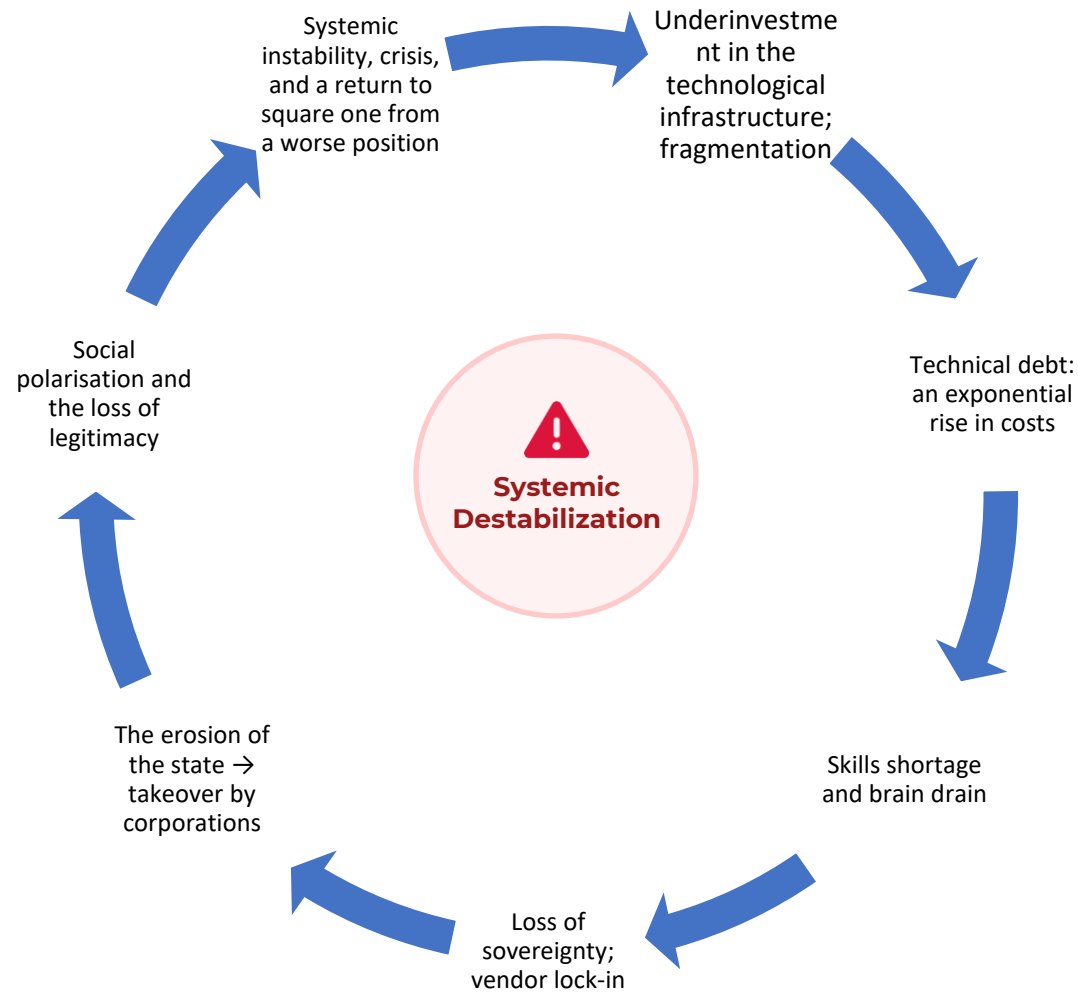 Systemic
instability, crisis,
and a return to
square one from
a worse position
Underinvestme
nt in the
technological
infrastructure;
fragmentation
Technical debt:
an exponential
rise in costs
Skills shortage
and brain drain
Loss of
sovereignty;
vendor lock-in
The erosion of
the state →
takeover by
corporations
Social
polarisation and
the loss of
legitimacy
Systemic
Destabilization